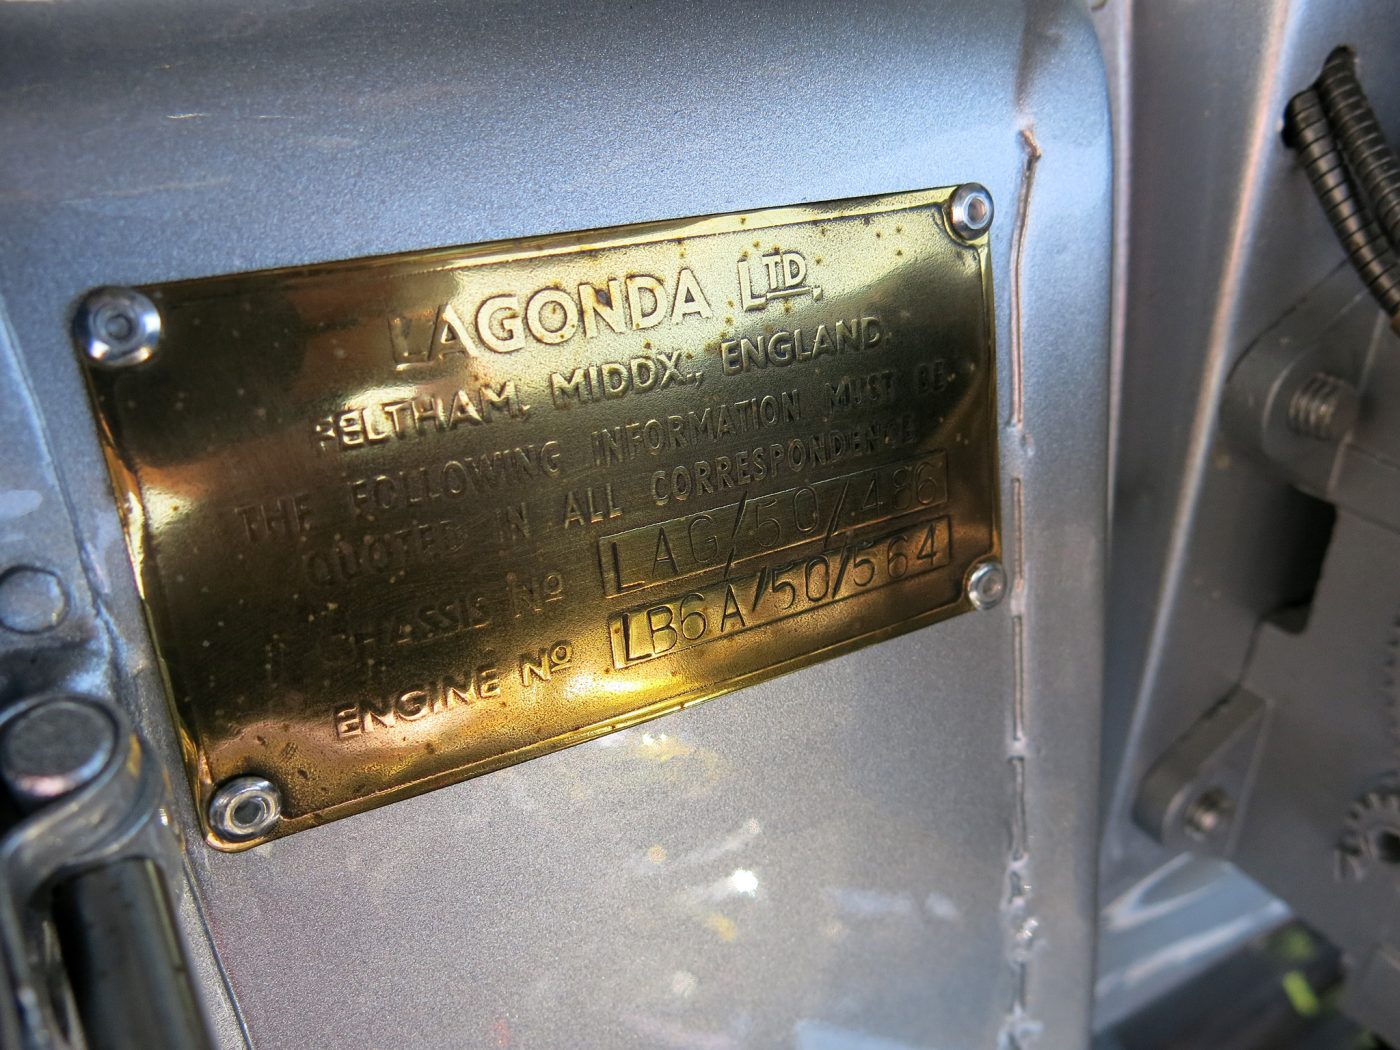 LAGONDA LTD.
FELTHAM, MIDDX., ENGLAND.
THE FOLLOWING INFORMATION MUST BE
QUOTED IN ALL CORRESPONDENCE
CHASSIS NO LAG/50/486
ENGINE NO LB6A/50/564